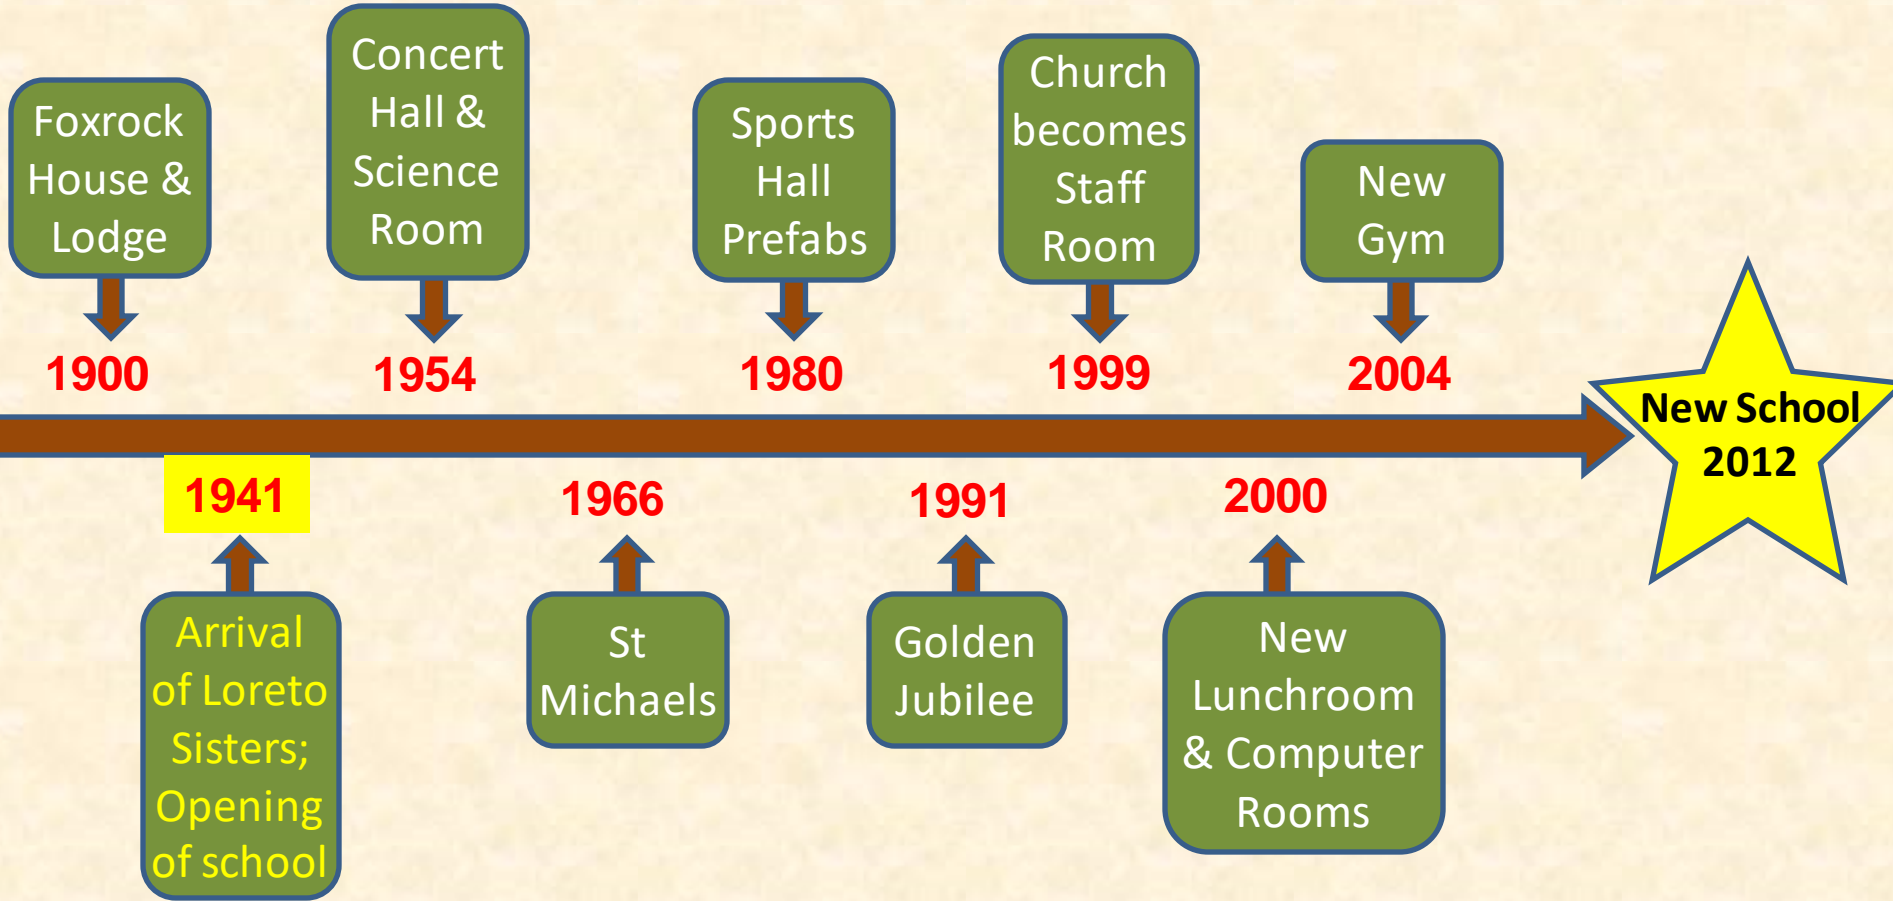 Foxrock
House &
Lodge
1900
Concert
Hall &
Science
Room
1954
Sports
Hall
Prefabs
1980
Church
becomes
Staff
Room
1999
New
Gym
2004
New School
2012
1941
Arrival
of Loreto
Sisters;
Opening
of school
1966
St
Michaels
1991
Golden
Jubilee
2000
New
Lunchroom
& Computer
Rooms